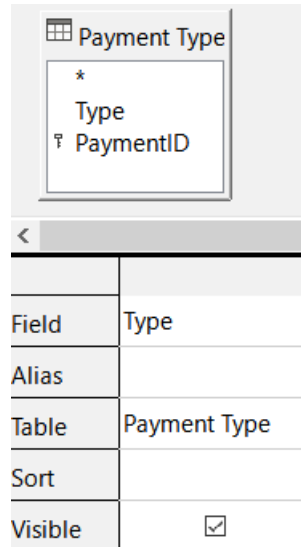 Payment Type
*
Type
PaymentID
Field Type
Alias
Table Payment Type
Sort
Visible